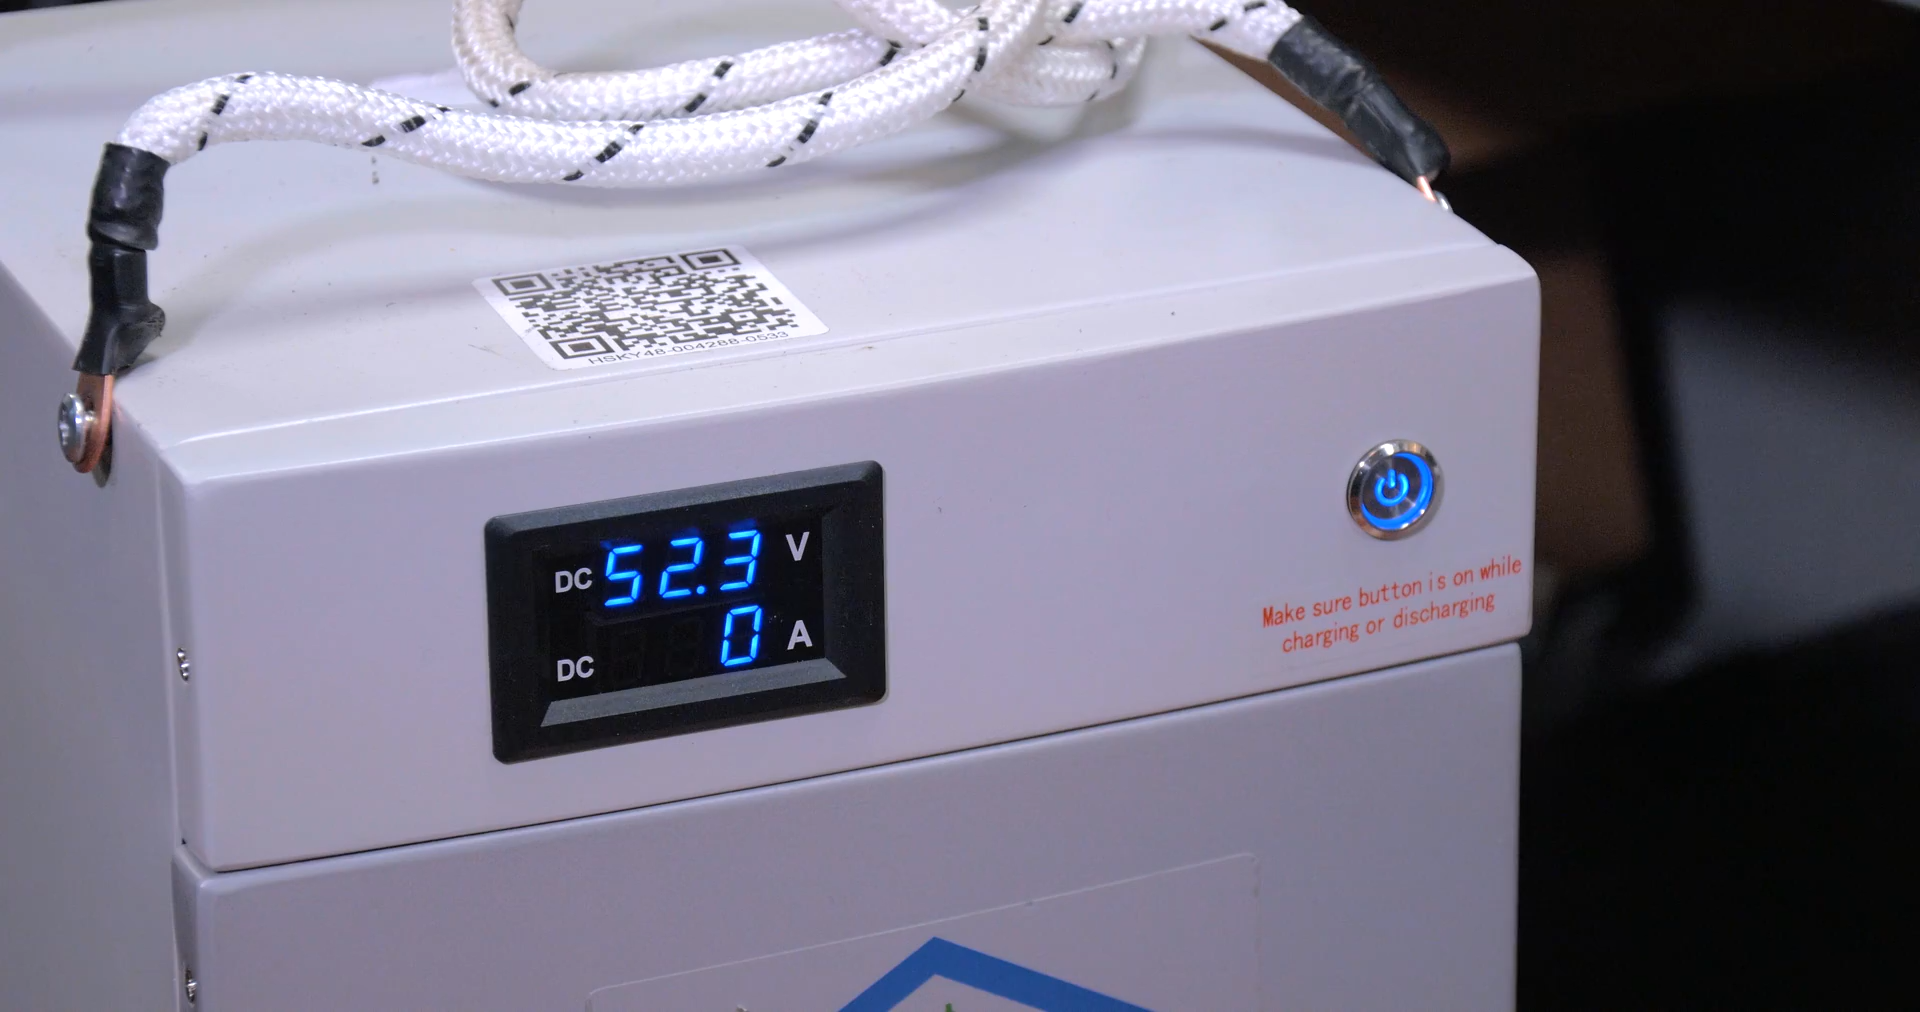 HSKY48-004288-0533
DC 52.3 V
DC 0 A
Make sure button is on while
charging or discharging